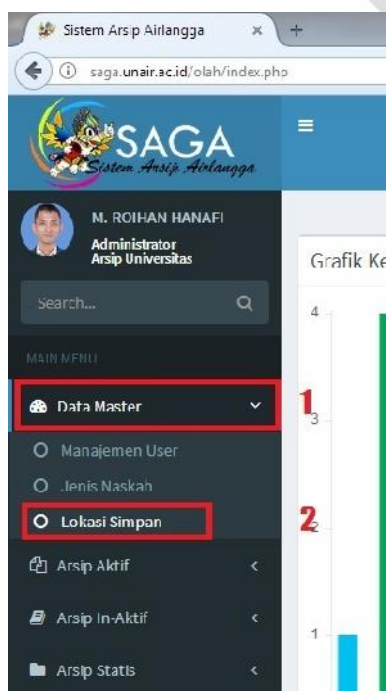 Sistem Arsip Airlangga
saga.unair.ac.id/olah/index.php
SAGA
Sistem Arsip Airlangga
M. ROIHAN HANAFI
Administrator
Arsip Universitas
Grafik Ke
Search...
4
MAIN MENU
Data Master
1
3
Manajemen User
Jenis Naskah
Lokasi Simpan
2
2
Arsip Aktif
Arsip In-Aktif
1
Arsip Statis